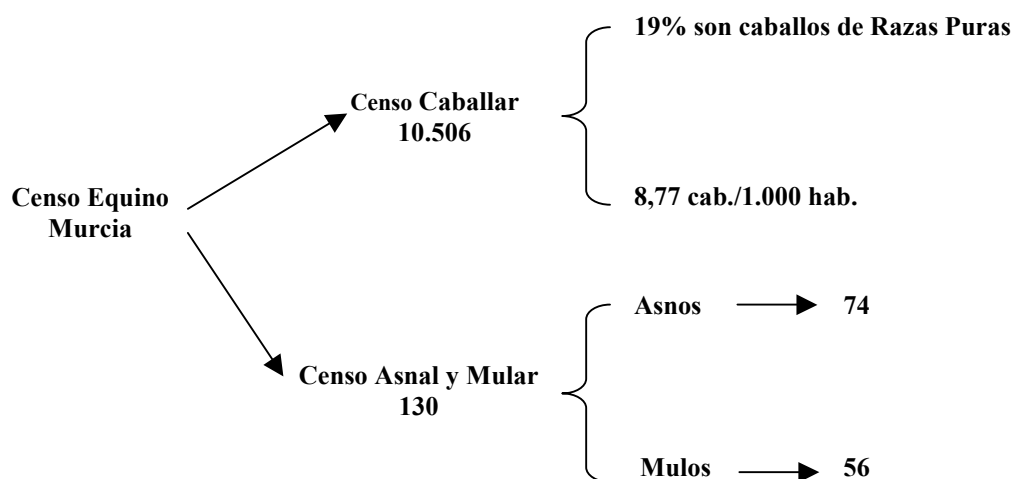 19% son caballos de Razas Puras
Censo Caballar
10.506
8,77 cab./1.000 hab.
Censo Equino
Murcia
Asnos
74
Censo Asnal y Mular
130
Mulos
56